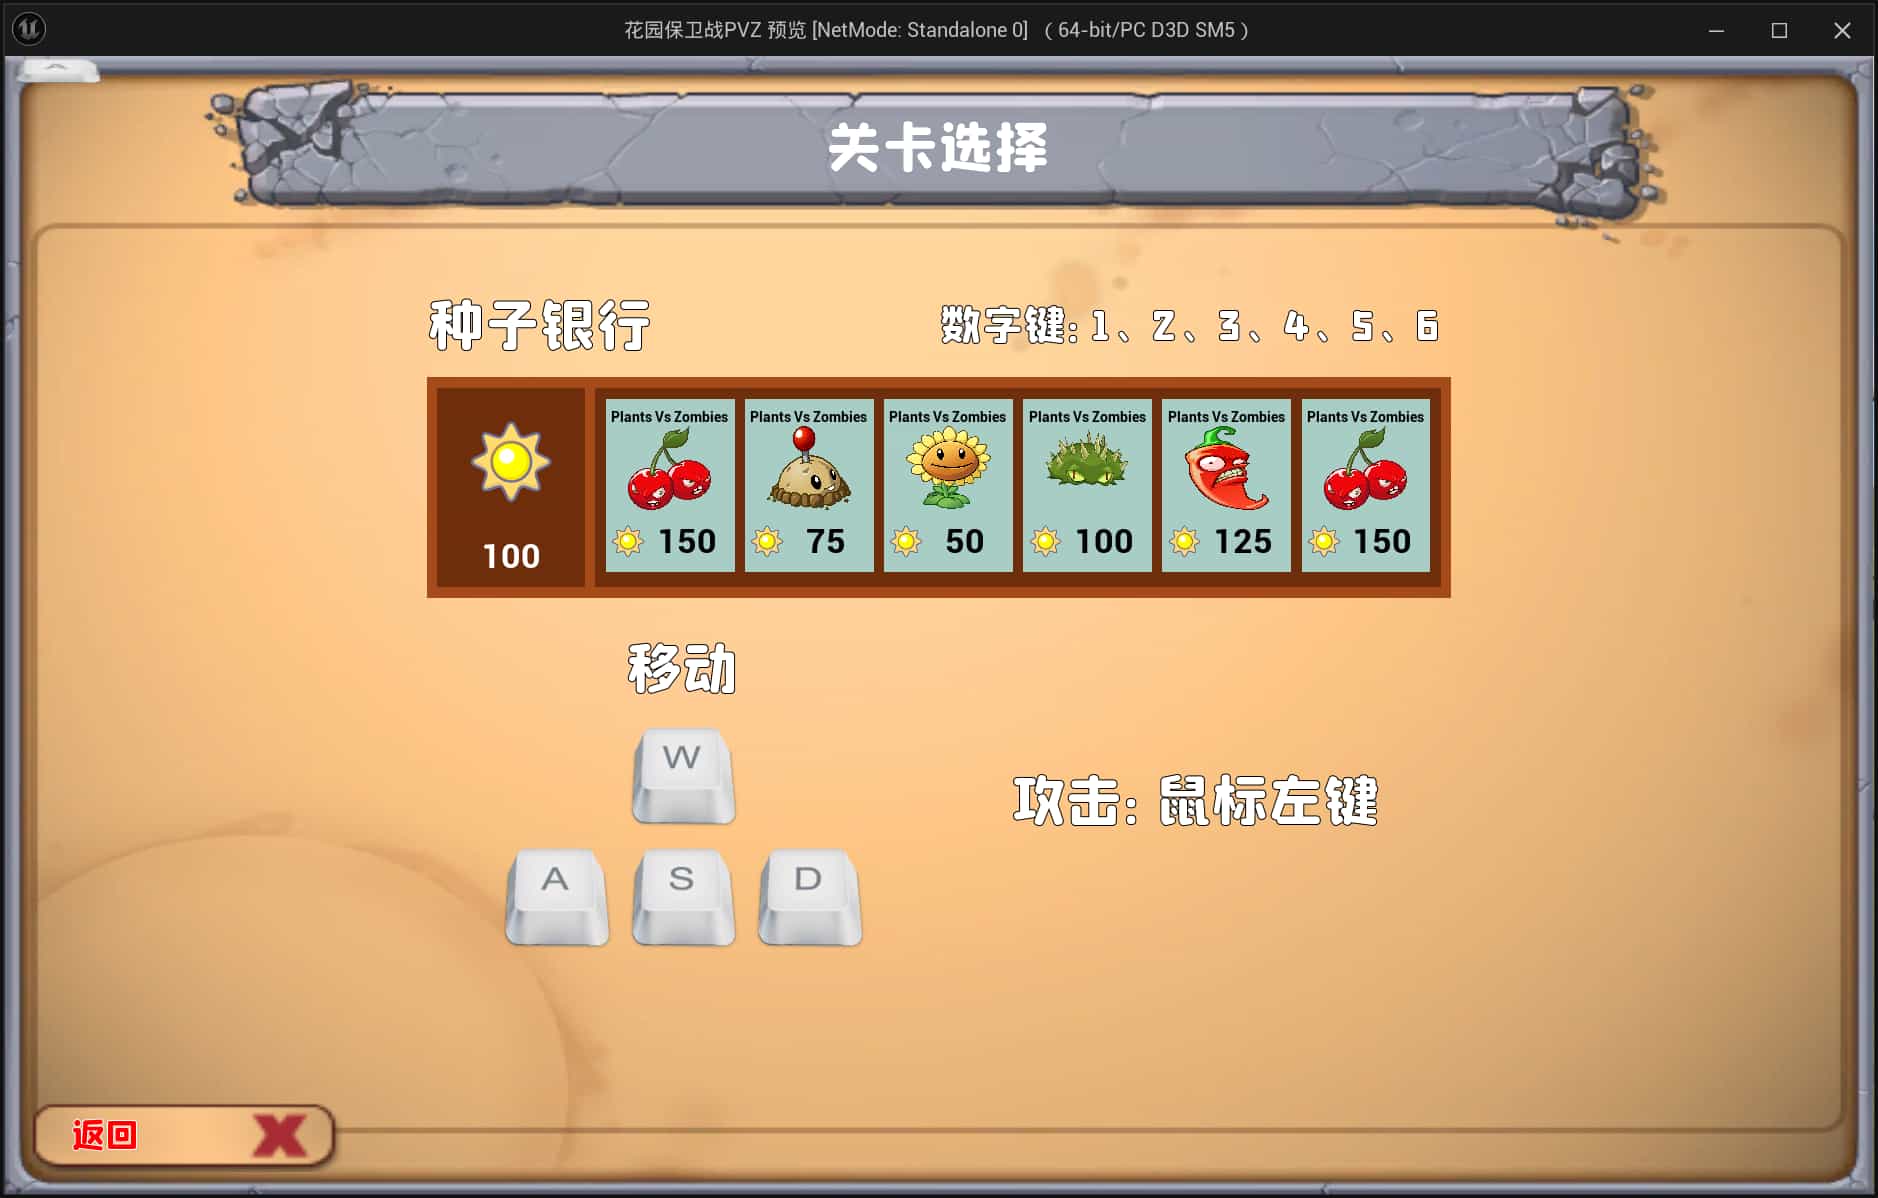 花园保卫战PVZ 预览 [NetMode: Standalone 0] （64-bit/PC D3D SM5）
关卡选择
种子银行
数字键: 1、2、3、4、5、6
Plants Vs Zombies Plants Vs Zombies Plants Vs Zombies Plants Vs Zombies Plants Vs Zombies Plants Vs Zombies
100 150 75 50 100 125 150
移动
W
攻击: 鼠标左键
A S D
返回 X